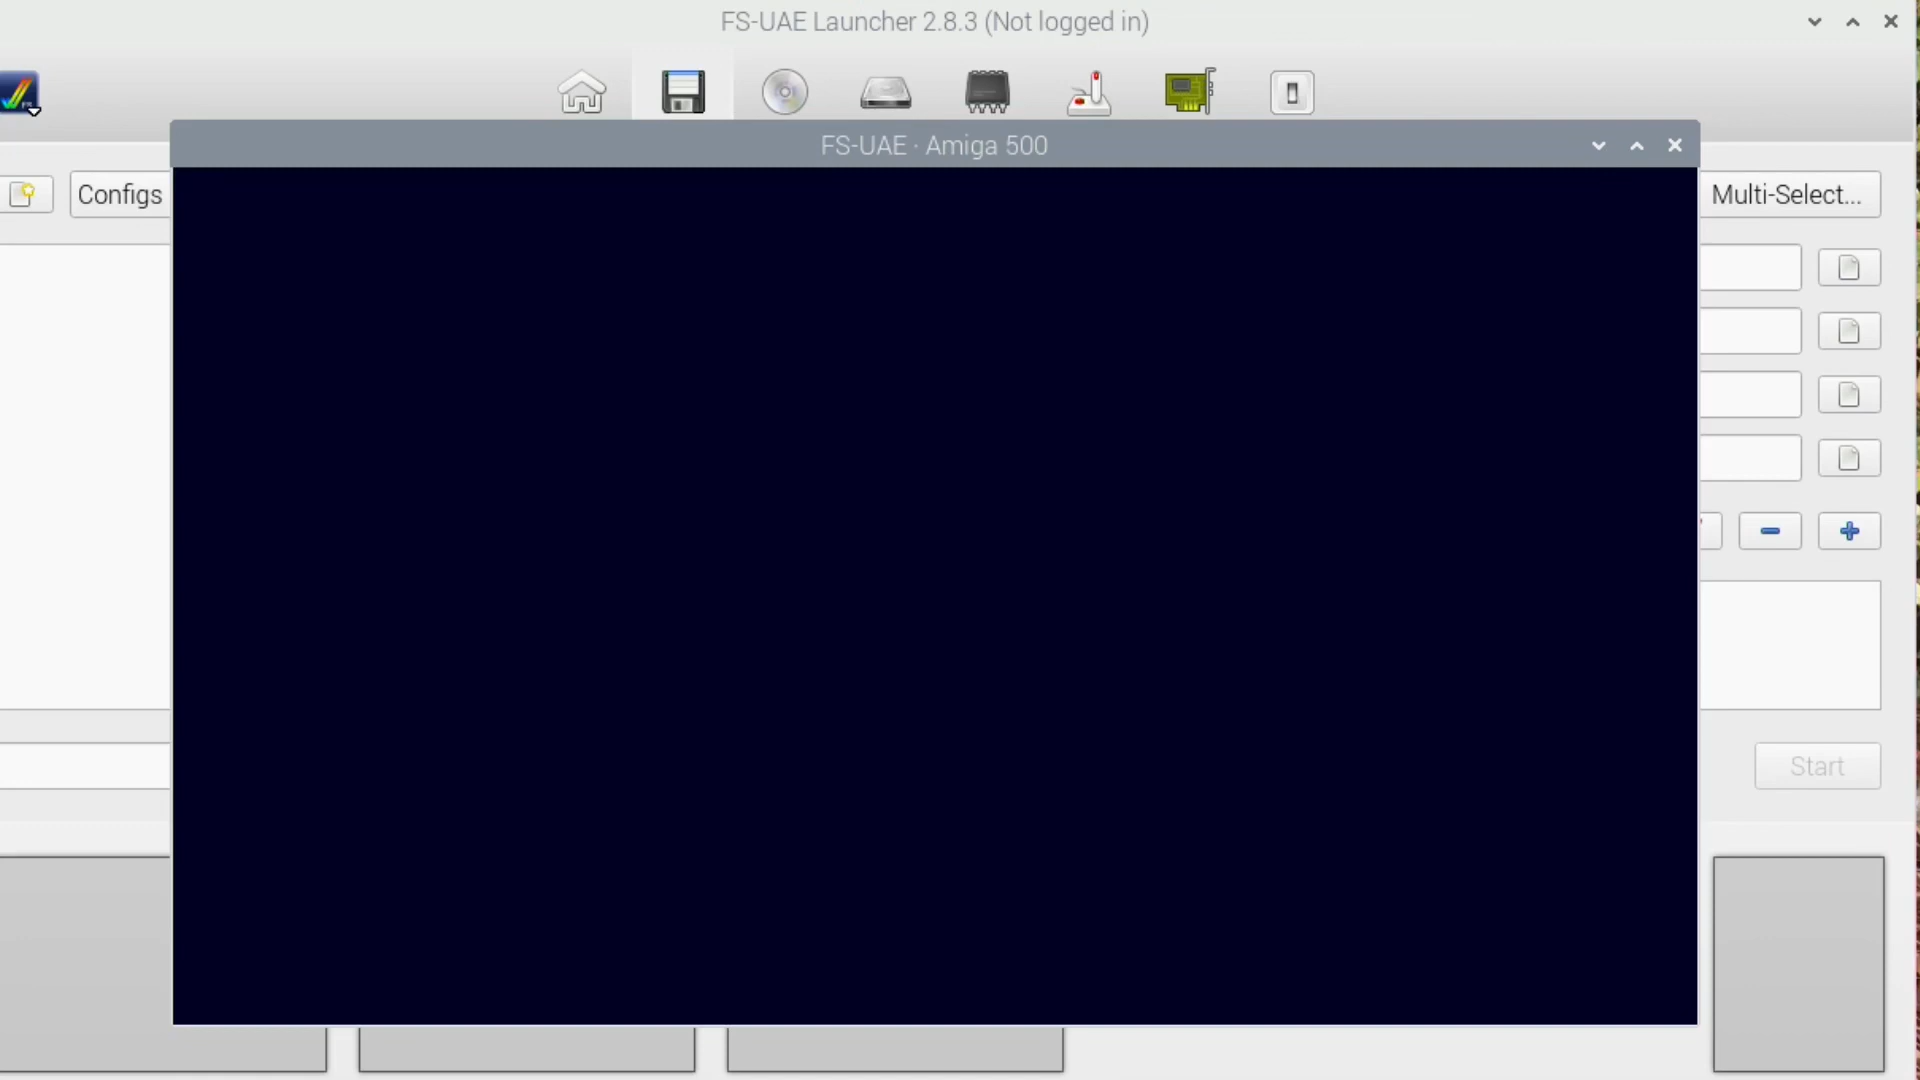 FS-UAE Launcher 2.8.3 (Not logged in)
FS-UAE · Amiga 500
Configs
Multi-Select...
Start